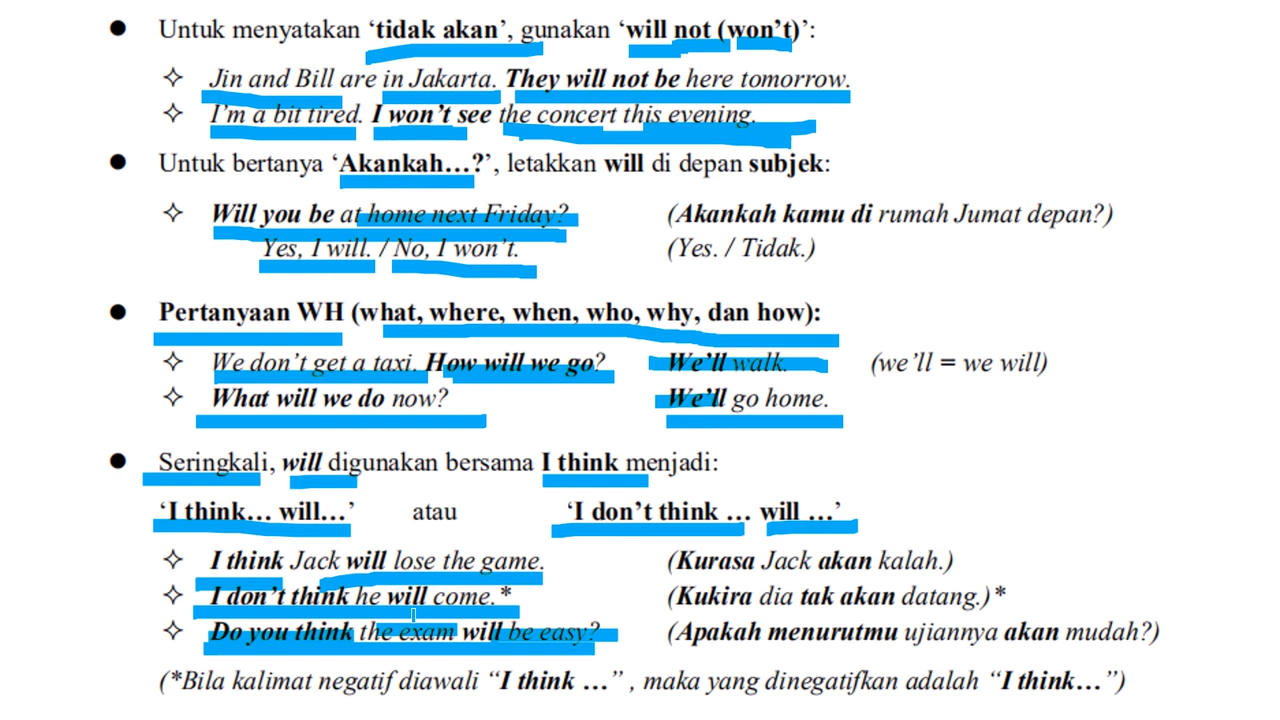 ● Untuk menyatakan ‘tidak akan’, gunakan ‘will not (won’t)’:
✧ Jin and Bill are in Jakarta. They will not be here tomorrow.
✧ I’m a bit tired. I won’t see the concert this evening.
● Untuk bertanya ‘Akankah…?’, letakkan will di depan subjek:
✧ Will you be at home next Friday? (Akankah kamu di rumah Jumat depan?)
Yes, I will. / No, I won’t. (Yes. / Tidak.)
● Pertanyaan WH (what, where, when, who, why, dan how):
✧ We don’t get a taxi. How will we go? We’ll walk. (we’ll = we will)
✧ What will we do now? We’ll go home.
● Seringkali, will digunakan bersama I think menjadi:
‘I think… will…’ atau ‘I don’t think … will …’
✧ I think Jack will lose the game. (Kurasa Jack akan kalah.)
✧ I don’t think he will come.* (Kukira dia tak akan datang.)*
✧ Do you think the exam will be easy? (Apakah menurutmu ujiannya akan mudah?)
(*Bila kalimat negatif diawali “I think …” , maka yang dinegatifkan adalah “I think…”)